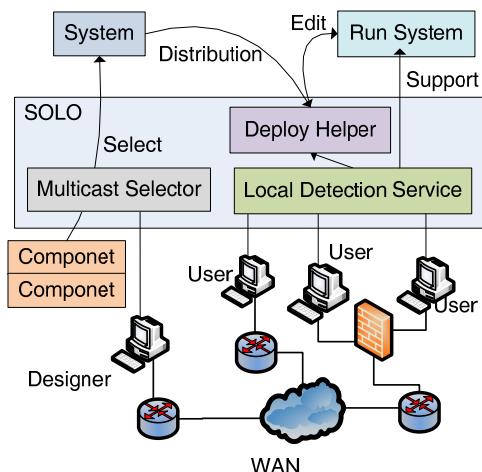 System
Edit
Run System
Distribution
Support
SOLO
Deploy Helper
Select
Multicast Selector
Local Detection Service
Componet
Componet
User
User
User
Designer
WAN